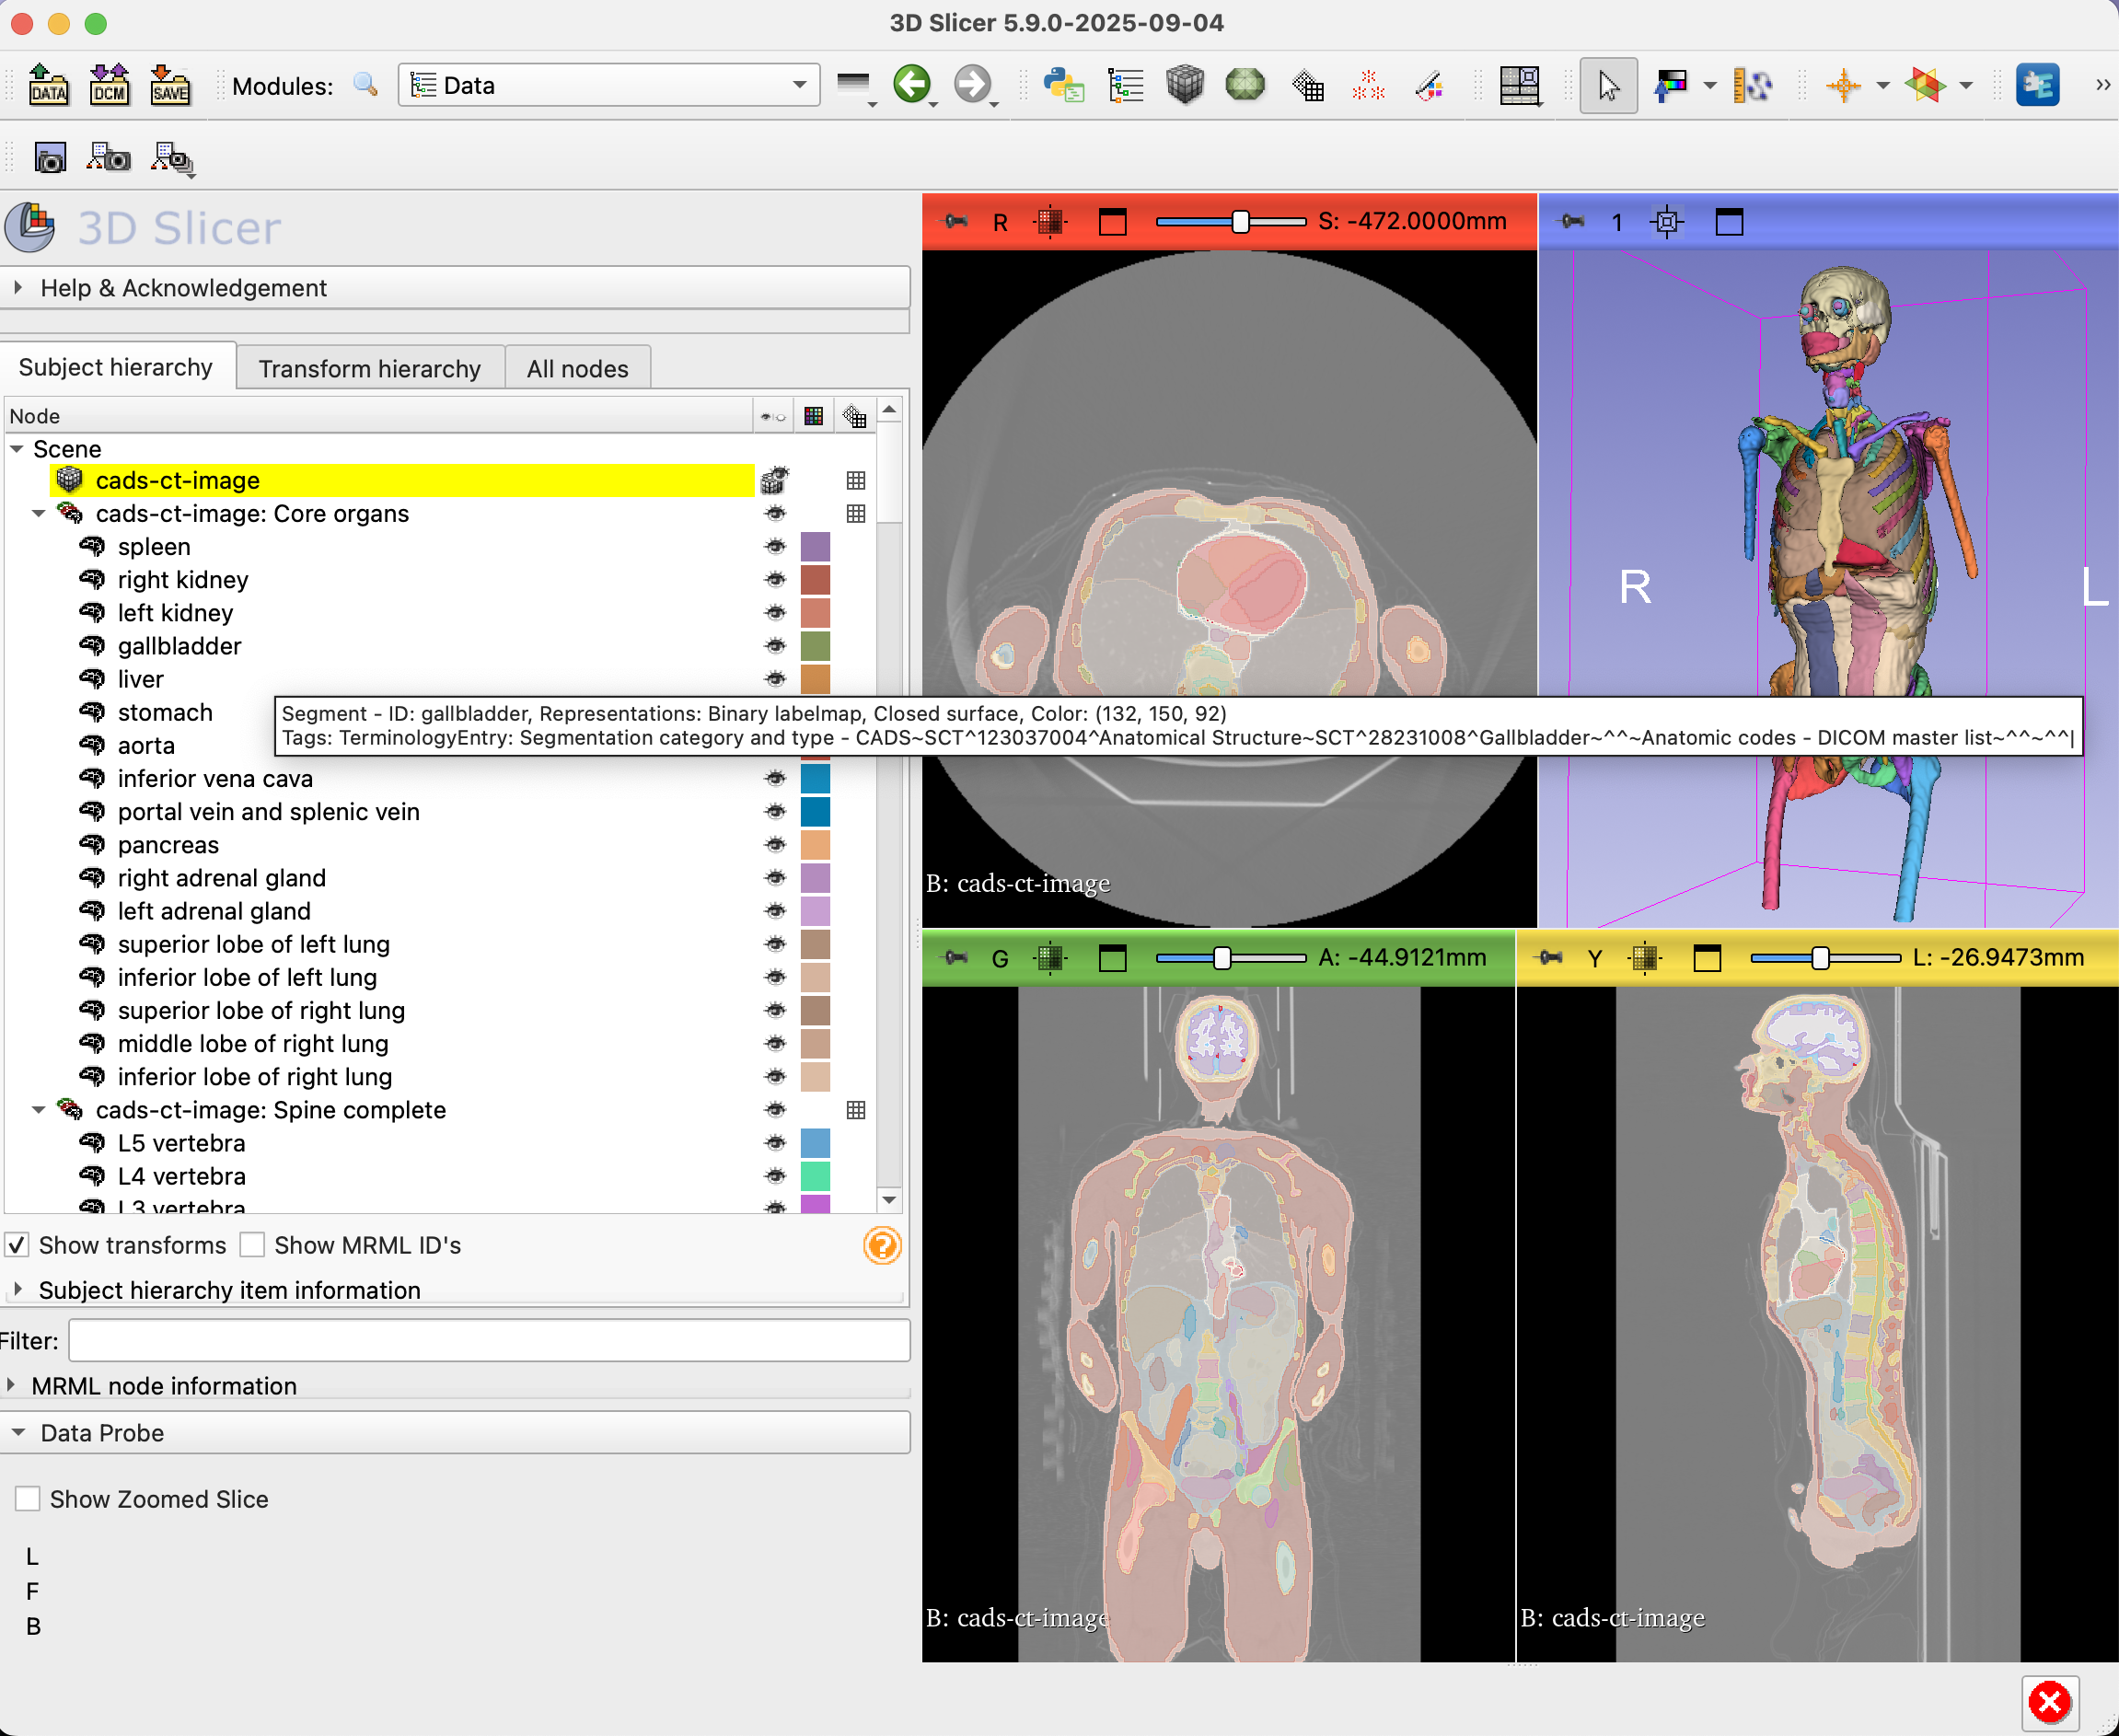 3D Slicer 5.9.0-2025-09-04
DATA
DCM
SAVE
Modules:
Data
»
3D Slicer
Help & Acknowledgement
Subject hierarchy
Transform hierarchy
All nodes
Node
Scene
cads-ct-image
cads-ct-image: Core organs
spleen
right kidney
left kidney
gallbladder
liver
stomach
aorta
inferior vena cava
portal vein and splenic vein
pancreas
right adrenal gland
left adrenal gland
superior lobe of left lung
inferior lobe of left lung
superior lobe of right lung
middle lobe of right lung
inferior lobe of right lung
cads-ct-image: Spine complete
L5 vertebra
L4 vertebra
L3 vertebra
Segment - ID: gallbladder, Representations: Binary labelmap, Closed surface, Color: (132, 150, 92)
Tags: TerminologyEntry: Segmentation category and type - CADS~SCT^123037004^Anatomical Structure~SCT^28231008^Gallbladder~^^~Anatomic codes - DICOM master list~^^~^^|
Show transforms
Show MRML ID's
Subject hierarchy item information
Filter:
MRML node information
Data Probe
Show Zoomed Slice
L
F
B
R
S: -472.0000mm
B: cads-ct-image
1
R
L
G
A: -44.9121mm
B: cads-ct-image
Y
L: -26.9473mm
B: cads-ct-image